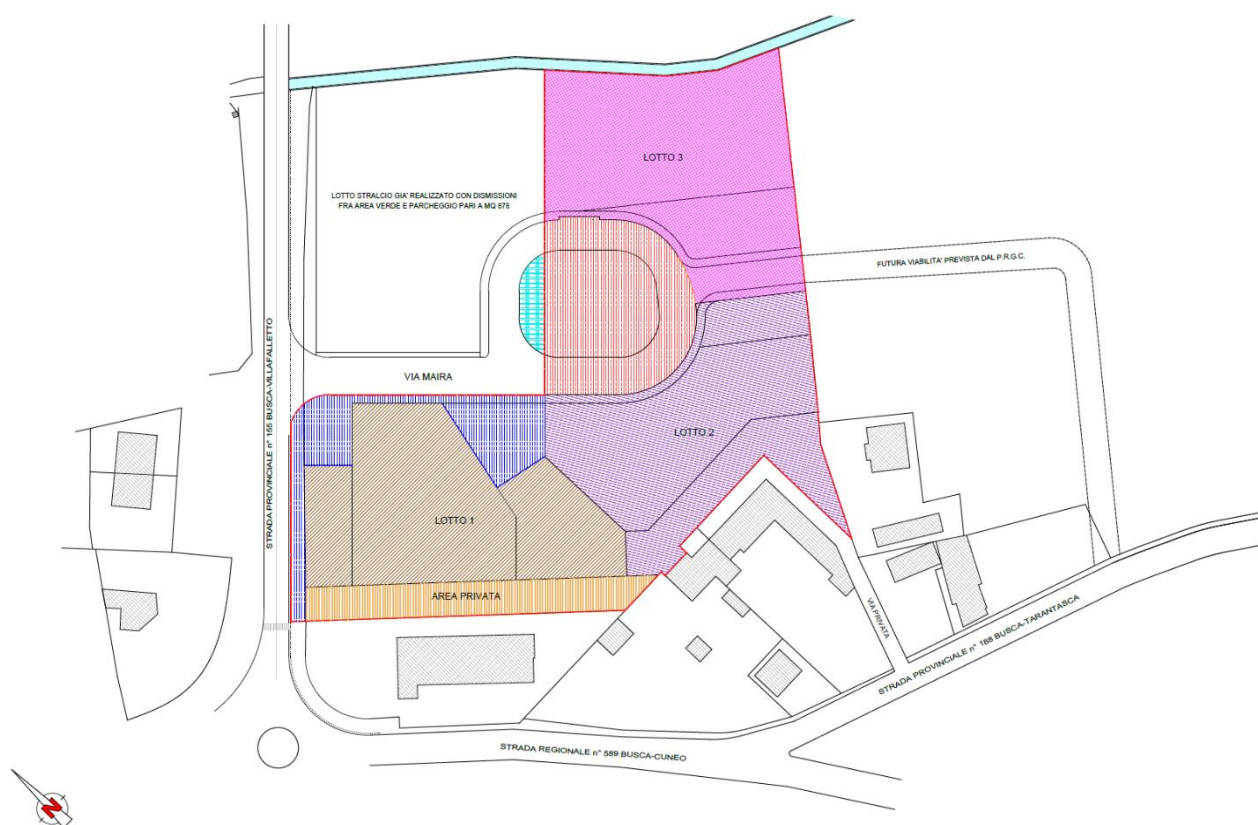 LOTTO 3
LOTTO STRALCIO GIA' REALIZZATO CON DISMISSIONI
FRA AREA VERDE E PARCHEGGIO PARI A MQ 878
FUTURA VIABILITA' PREVISTA DAL P.R.G.C.
VIA MAIRA
STRADA PROVINCIALE n° 155 BUSCA-VILLAFALLETTO
LOTTO 2
LOTTO 1
AREA PRIVATA
VIA PRIVATA
STRADA PROVINCIALE n° 168 BUSCA-TARANTASCA
STRADA REGIONALE n° 589 BUSCA-CUNEO
N